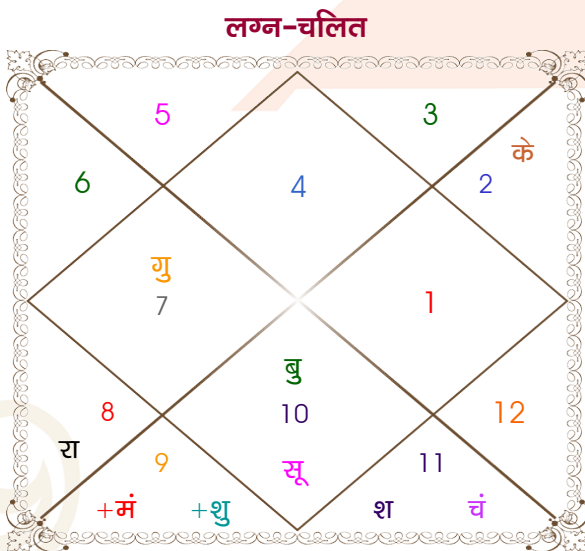 लग्न-चलित
5 3
के
6 4 2
गु
7 1
बु
8 10 12
रा
9 सू 11
+मं +शु श चं